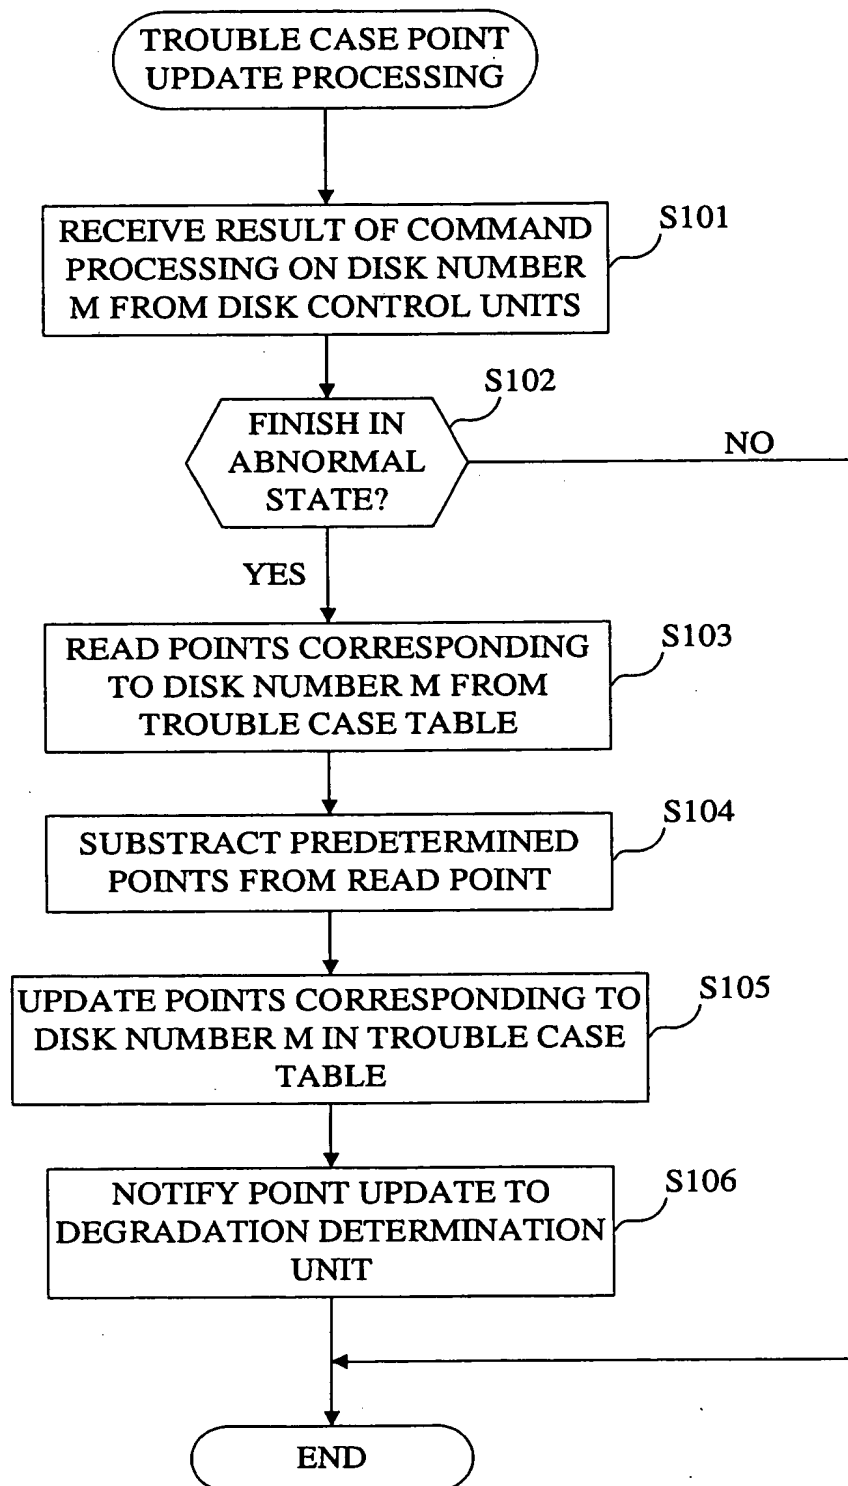 TROUBLE CASE POINT
UPDATE PROCESSING
S101
RECEIVE RESULT OF COMMAND
PROCESSING ON DISK NUMBER
M FROM DISK CONTROL UNITS
S102
FINISH IN
ABNORMAL
STATE?
NO
YES
S103
READ POINTS CORRESPONDING
TO DISK NUMBER M FROM
TROUBLE CASE TABLE
S104
SUBSTRACT PREDETERMINED
POINTS FROM READ POINT
S105
UPDATE POINTS CORRESPONDING TO
DISK NUMBER M IN TROUBLE CASE
TABLE
S106
NOTIFY POINT UPDATE TO
DEGRADATION DETERMINATION
UNIT
END